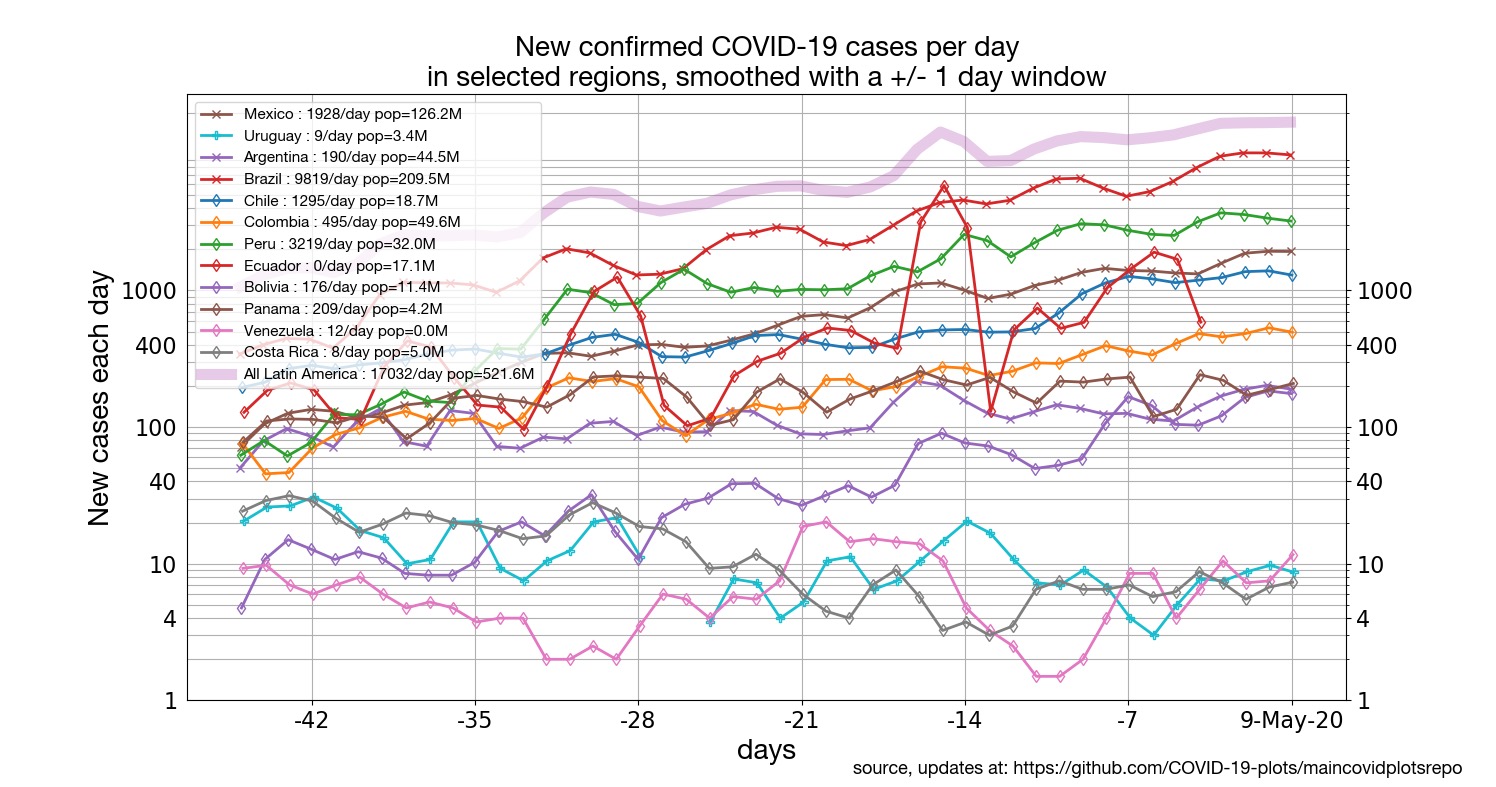 New confirmed COVID-19 cases per day
in selected regions, smoothed with a +/- 1 day window
Mexico : 1928/day pop=126.2M
Uruguay : 9/day pop=3.4M
Argentina : 190/day pop=44.5M
Brazil : 9819/day pop=209.5M
Chile : 1295/day pop=18.7M
Colombia : 495/day pop=49.6M
Peru : 3219/day pop=32.0M
Ecuador : 0/day pop=17.1M
Bolivia : 176/day pop=11.4M
Panama : 209/day pop=4.2M
Venezuela : 12/day pop=0.0M
Costa Rica : 8/day pop=5.0M
All Latin America : 17032/day pop=521.6M
New cases each day
1000
400
100
40
10
4
1
1000
400
100
40
10
4
1
-42
-35
-28
-21
-14
-7
9-May-20
days
source, updates at: https://github.com/COVID-19-plots/maincovidplotsrepo